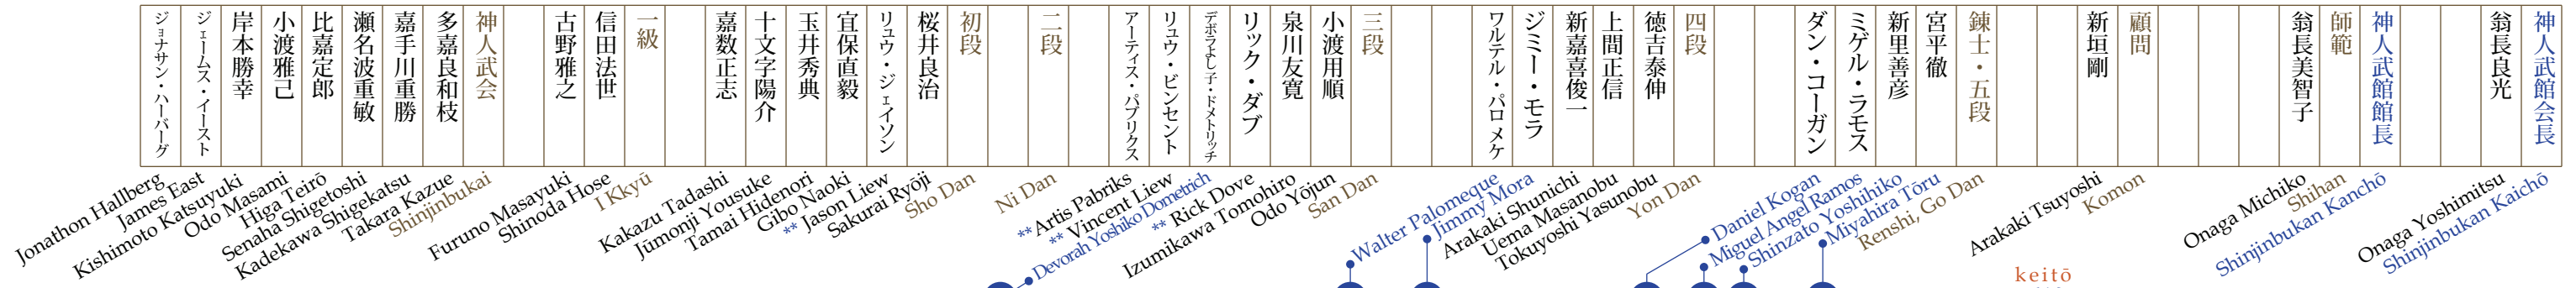 神人武会会長
翁長良光
神人武館館長
師範
翁長美智子
顧問
新垣剛
錬士・五段
宮平徹
新里善彦
ミゲル・ラモス
ダン・コーガン
四段
徳吉泰伸
上間正信
新嘉喜俊一
ジミー・モラ
ワルテル・パロメケ
三段
小渡用順
泉川友寛
リック・ダブ
デボラよし子・ドメトリッチ
リュウ・ビンセント
アーティス・パブリクス
二段
初段
桜井良治
リュウ・ジェイソン
宜保直毅
玉井秀典
十文字陽介
嘉数正志
一級
信田法世
古野雅之
神人武会
多嘉良和枝
嘉手川重勝
瀬名波重敏
比嘉定郎
小渡雅己
岸本勝幸
ジェームス・イースト
ジョナサン・ハーバーグ
Jonathon Hallberg
James East
Kishimoto Katsuyuki
Odo Masami
Higa Teirō
Senaha Shigetoshi
Kadekawa Shigekatsu
Takara Kazue
Shinjinbukai
Furuno Masayuki
Shinoda Hose
I Kkyū
Kakazu Tadashi
Jūmonji Yousuke
Tamai Hidenori
Gibo Naoki
** Jason Liew
Sakurai Ryōji
Sho Dan
Ni Dan
** Artis Pabriks
** Vincent Liew
Devorah Yoshiko Dometrich
** Rick Dove
Izumikawa Tomohiro
Odo Yōjun
San Dan
Walter Palomeque
Jimmy Mora
Arakaki Shunichi
Uema Masanobu
Tokuyoshi Yasunobu
Yon Dan
Daniel Kogan
Miguel Angel Ramos
Shinzato Yoshihiko
Miyahira Tōru
Renshi, Go Dan
Arakaki Tsuyoshi
Komon
Onaga Michiko
Shihan
Shinjinbukan Kanchō
Onaga Yoshimitsu
Shinjinbukan Kaichō
keitō